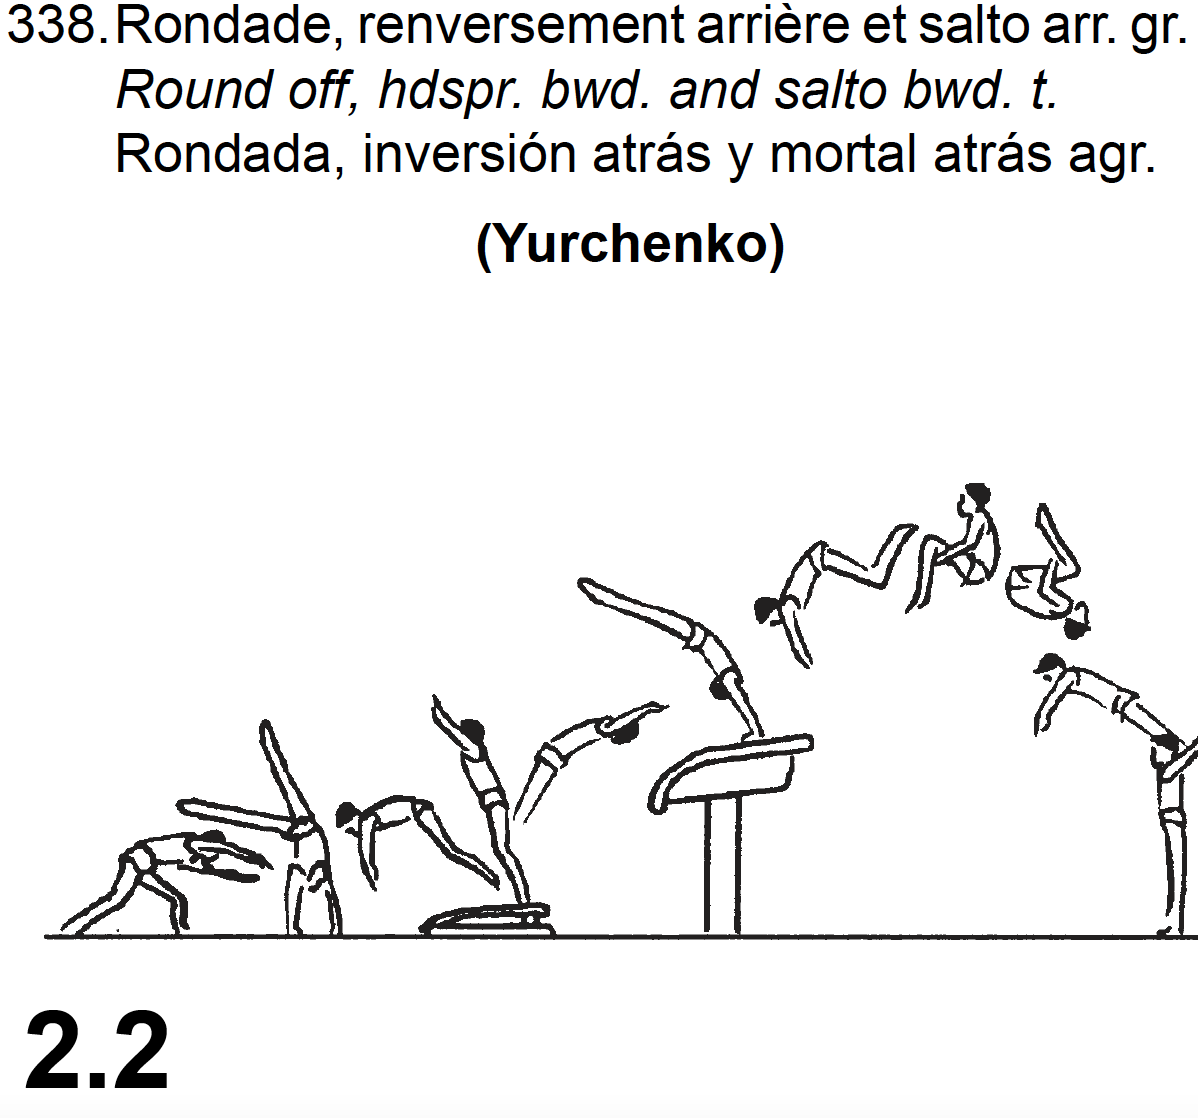 338. Rondade, renversement arrière et salto arr. gr.
Round off, hdspr. bwd. and salto bwd. t.
Rondada, inversión atrás y mortal atrás agr.
(Yurchenko)
2.2